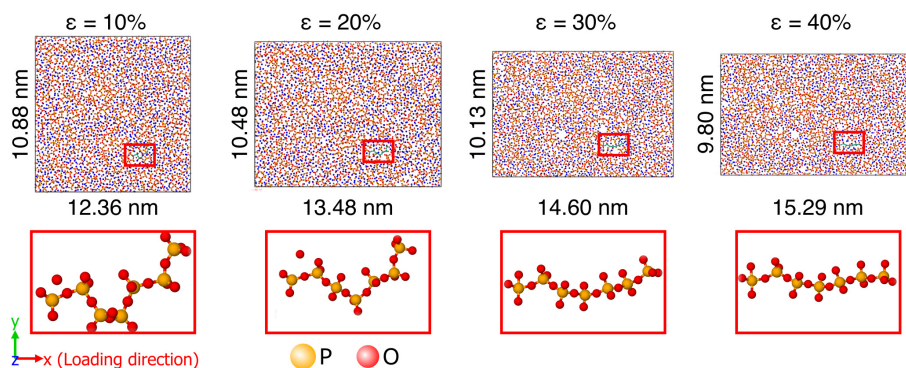 ε = 10%
ε = 20%
ε = 30%
ε = 40%
10.88 nm
10.48 nm
10.13 nm
9.80 nm
12.36 nm
13.48 nm
14.60 nm
15.29 nm
y
z
x (Loading direction)
P
O